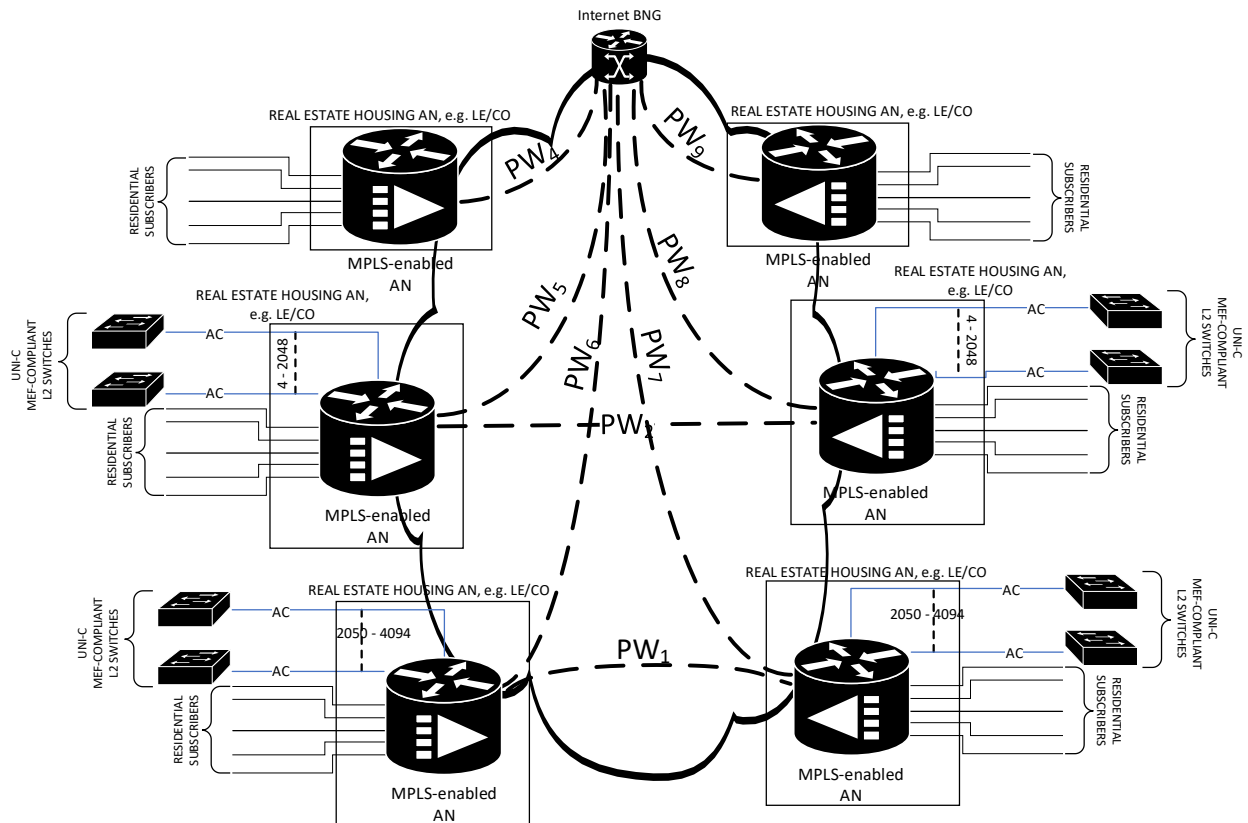 Internet BNG
REAL ESTATE HOUSING AN, e.g. LE/CO
REAL ESTATE HOUSING AN, e.g. LE/CO
RESIDENTIAL
SUBSCRIBERS
PW4
PW9
RESIDENTIAL
SUBSCRIBERS
MPLS-enabled
AN
MPLS-enabled
AN
REAL ESTATE HOUSING AN,
e.g. LE/CO
REAL ESTATE HOUSING AN,
e.g. LE/CO
UNI-C
MEF-COMPLIANT
L2 SWITCHES
AC
AC
4 - 2048
PW5
PW6
PW7
PW8
4 - 2048
AC
AC
UNI-C
MEF-COMPLIANT
L2 SWITCHES
RESIDENTIAL
SUBSCRIBERS
PW2
RESIDENTIAL
SUBSCRIBERS
MPLS-enabled
AN
MPLS-enabled
AN
REAL ESTATE HOUSING AN, e.g. LE/CO
REAL ESTATE HOUSING AN, e.g. LE/CO
UNI-C
MEF-COMPLIANT
L2 SWITCHES
AC
AC
2050 - 4094
PW1
2050 - 4094
AC
AC
UNI-C
MEF-COMPLIANT
L2 SWITCHES
RESIDENTIAL
SUBSCRIBERS
RESIDENTIAL
SUBSCRIBERS
MPLS-enabled
AN
MPLS-enabled
AN